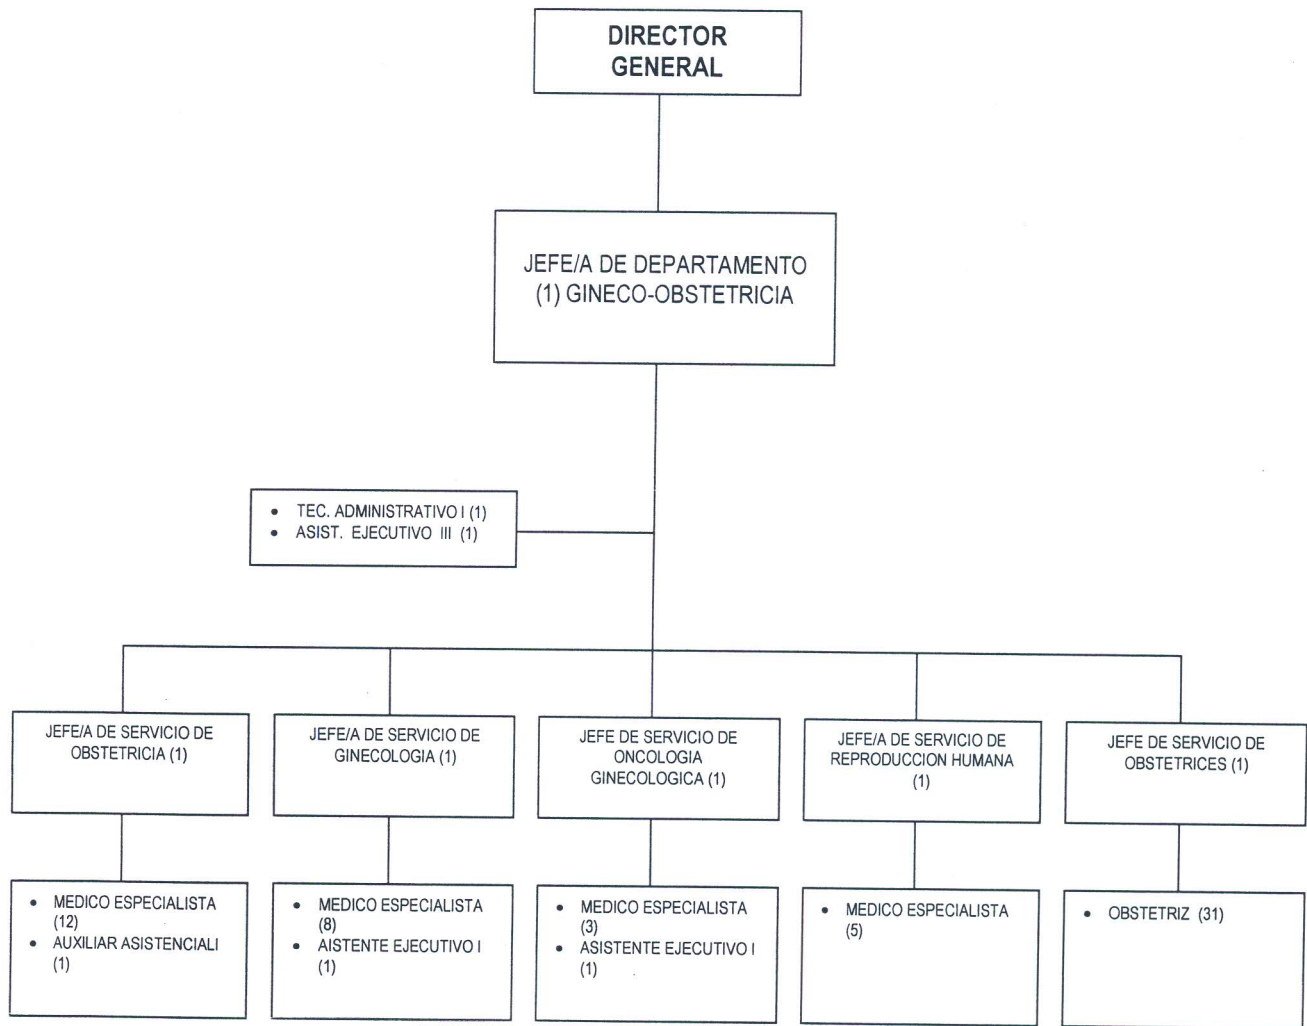 DIRECTOR
GENERAL
JEFE/A DE DEPARTAMENTO
(1) GINECO-OBSTETRICIA
• TEC. ADMINISTRATIVO I (1)
• ASIST. EJECUTIVO III (1)
JEFE/A DE SERVICIO DE
OBSTETRICIA (1)
JEFE/A DE SERVICIO DE
GINECOLOGIA (1)
JEFE DE SERVICIO DE
ONCOLOGIA
GINECOLOGICA (1)
JEFE/A DE SERVICIO DE
REPRODUCCION HUMANA
(1)
JEFE DE SERVICIO DE
OBSTETRICES (1)
• MEDICO ESPECIALISTA
(12)
• AUXILIAR ASISTENCIALI
(1)
• MEDICO ESPECIALISTA
(8)
• AISTENTE EJECUTIVO I
(1)
• MEDICO ESPECIALISTA
(3)
• ASISTENTE EJECUTIVO I
(1)
• MEDICO ESPECIALISTA
(5)
• OBSTETRIZ (31)